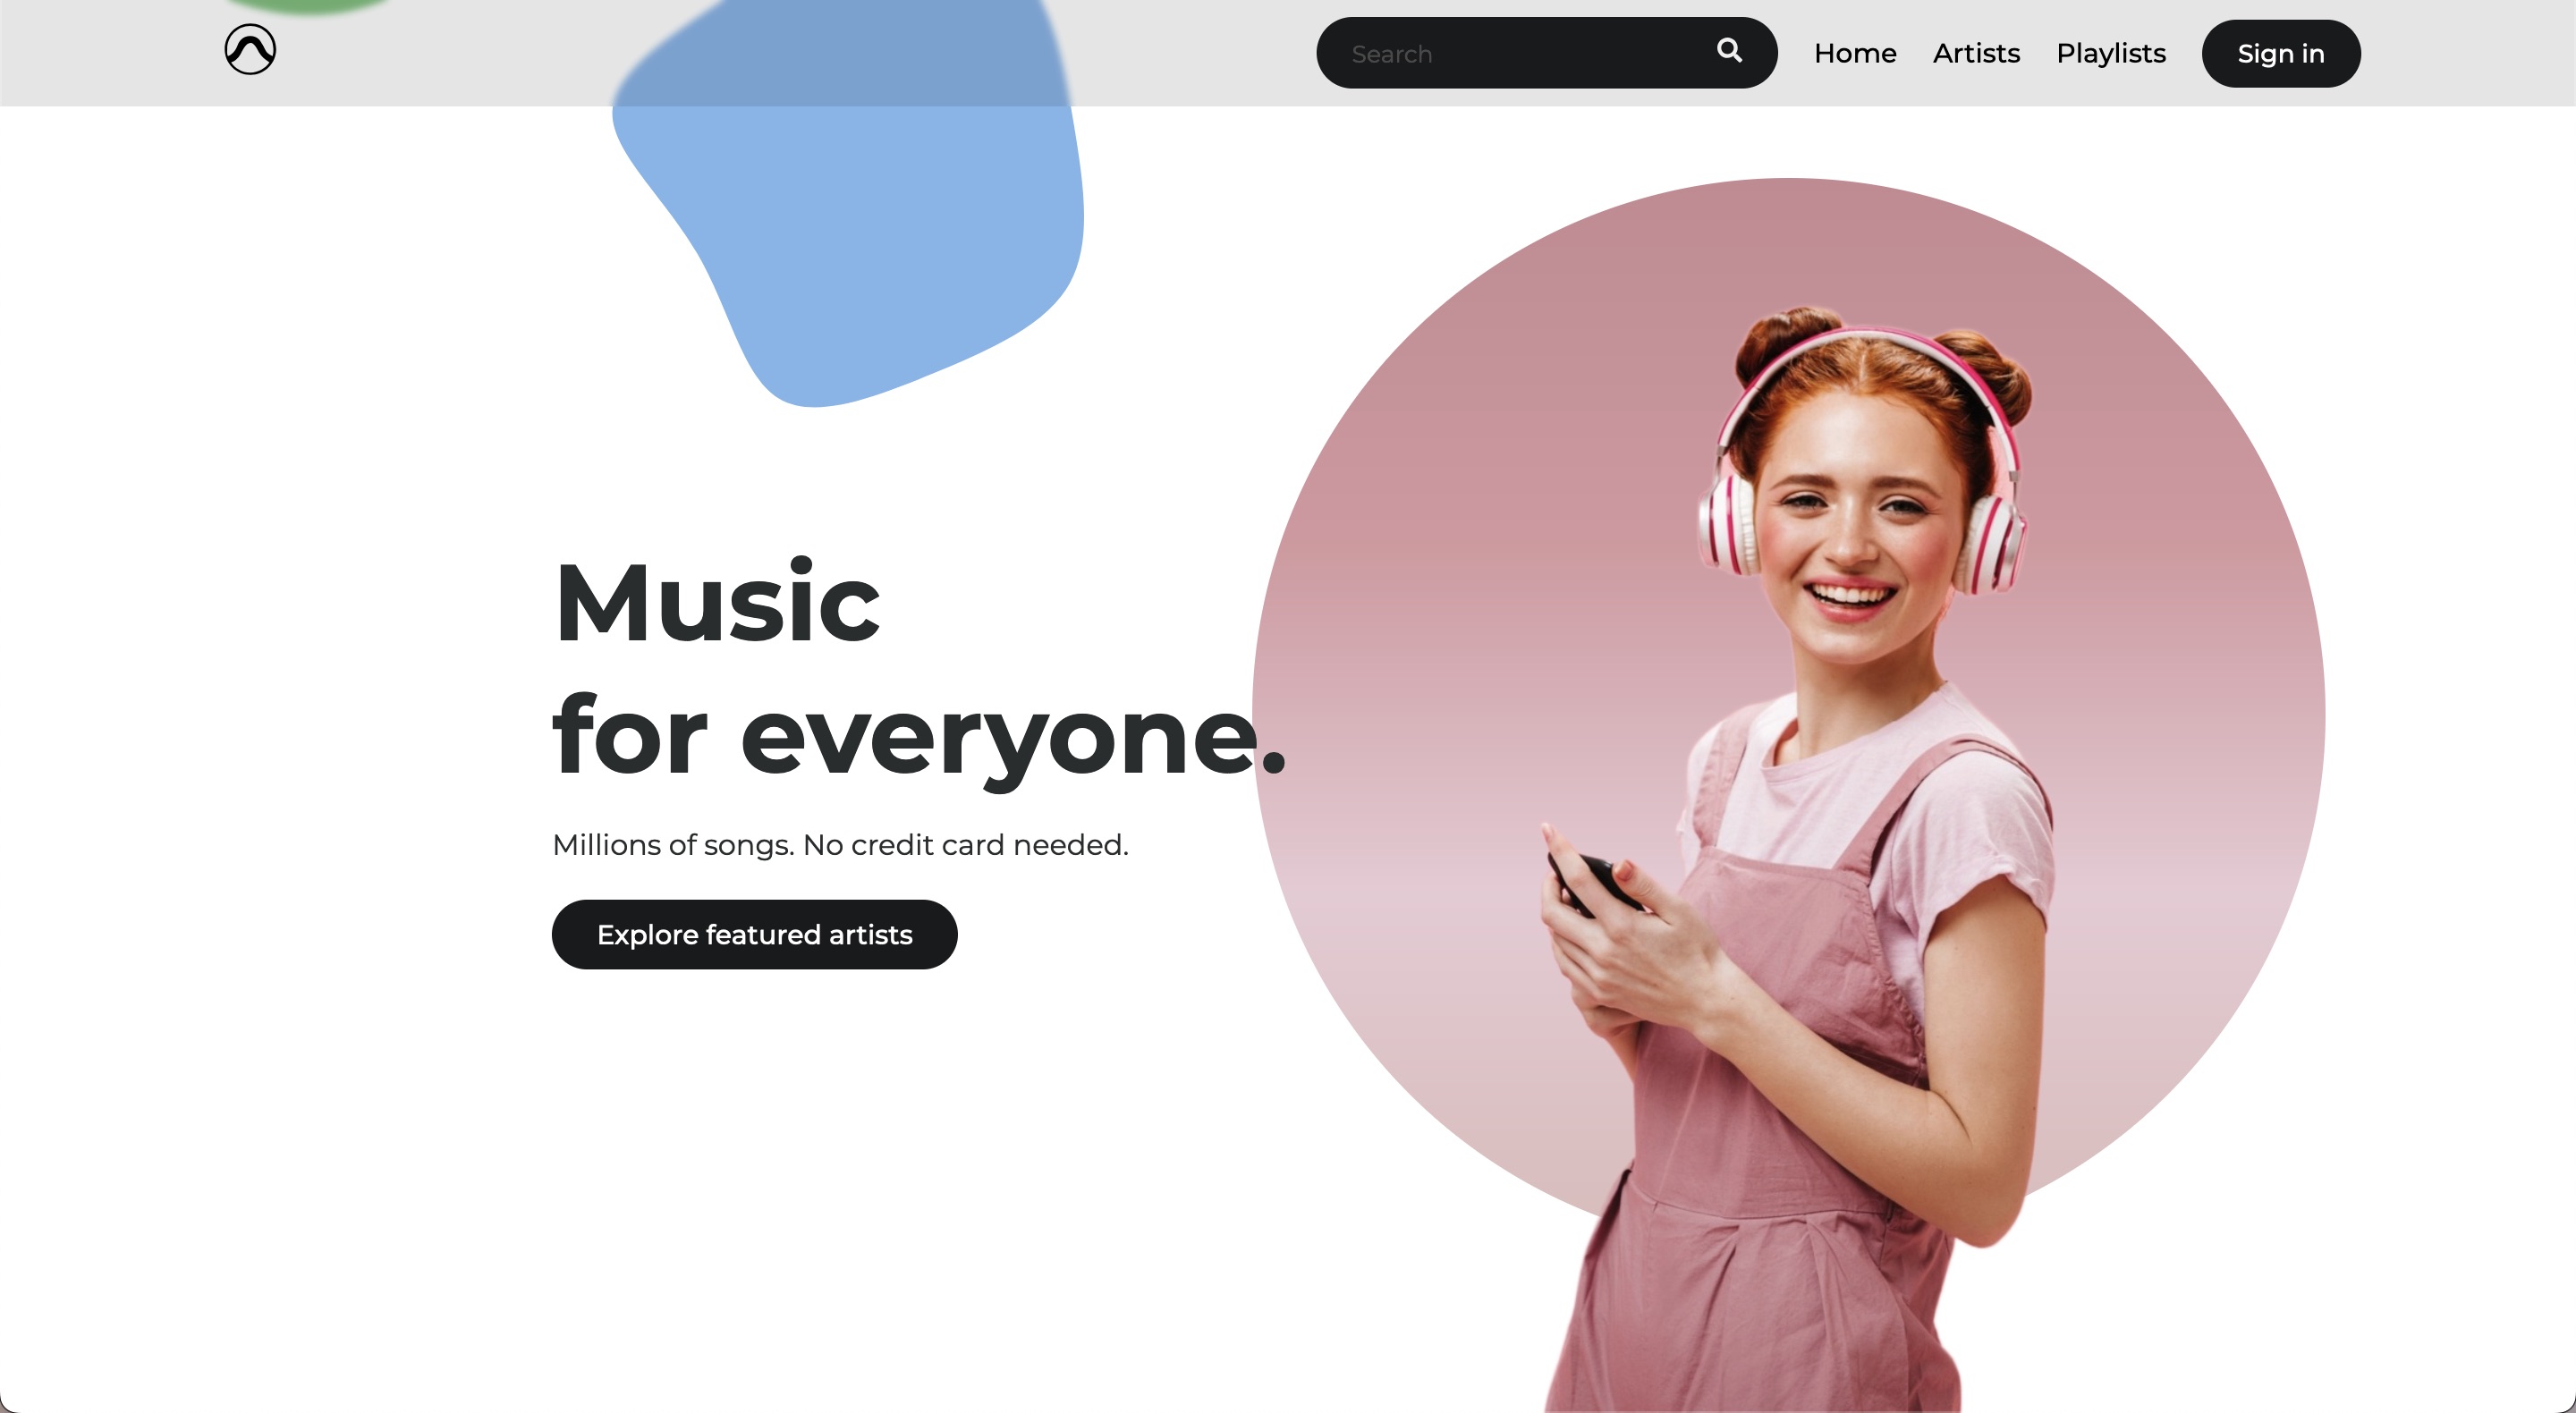 Search
Home
Artists
Playlists
Sign in
Music
for everyone.
Millions of songs. No credit card needed.
Explore featured artists